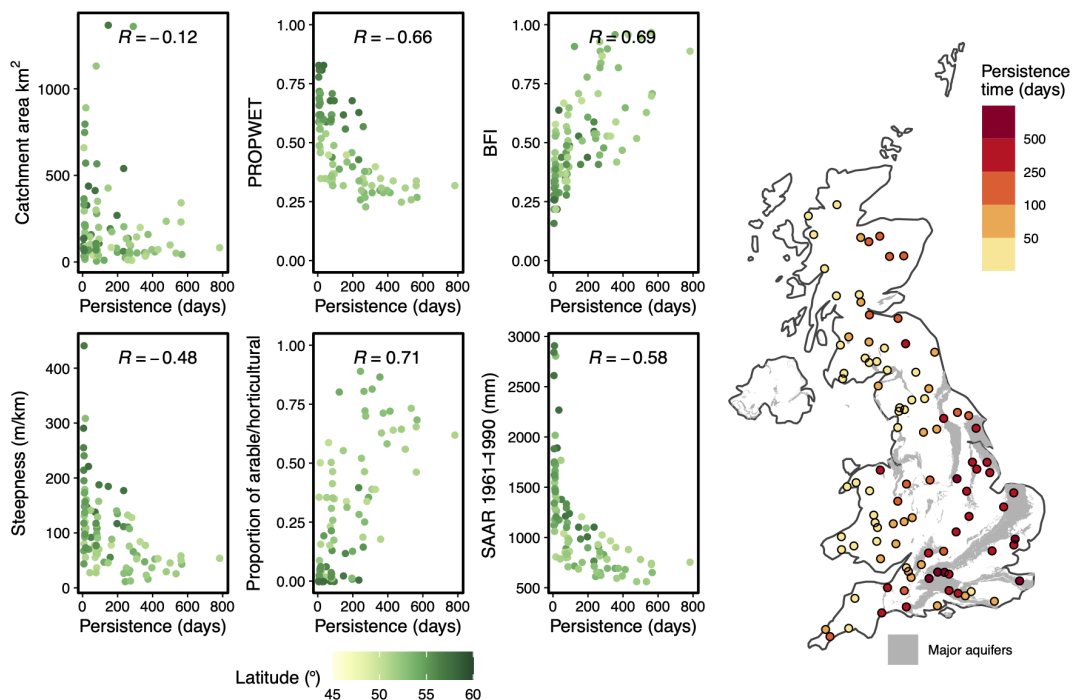 R = −0.12
R = −0.66
R = 0.69
Catchment area km²
1000
500
0
0 200 400 600 800
Persistence (days)
PROPWET
1.00
0.75
0.50
0.25
0.00
0 200 400 600 800
Persistence (days)
BFI
1.00
0.75
0.50
0.25
0.00
0 200 400 600 800
Persistence (days)
R = −0.48
R = 0.71
R = −0.58
Steepness (m/km)
400
300
200
100
0
0 200 400 600 800
Persistence (days)
Proportion of arable/horticultural
1.00
0.75
0.50
0.25
0.00
0 200 400 600 800
Persistence (days)
SAAR 1961−1990 (mm)
3000
2500
2000
1500
1000
500
0 200 400 600 800
Persistence (days)
Latitude (°)
45 50 55 60
Persistence
time (days)
500
250
100
50
Major aquifers